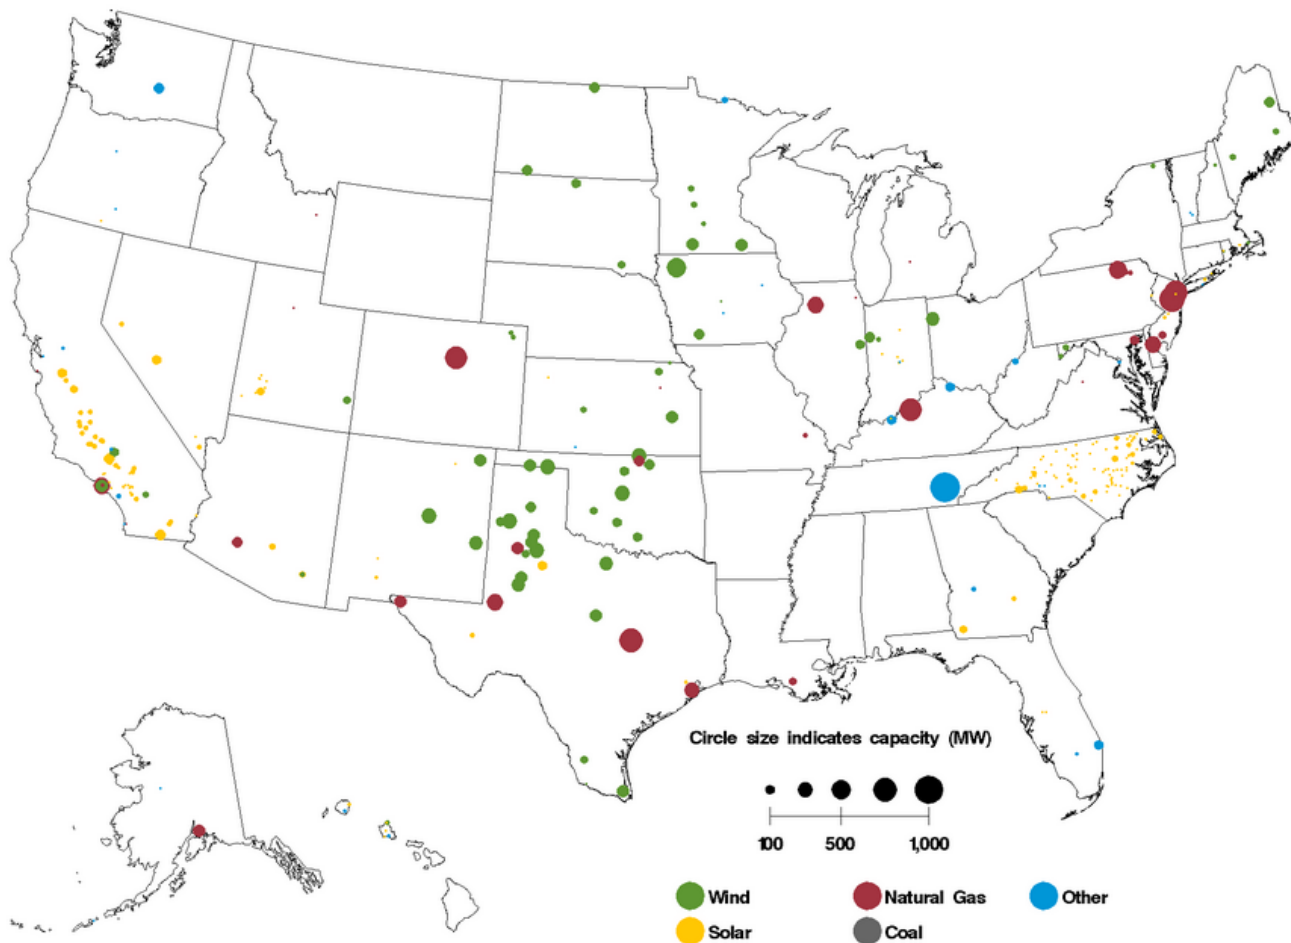 Circle size indicates capacity (MW)
100 500 1,000
Wind Natural Gas Other
Solar Coal